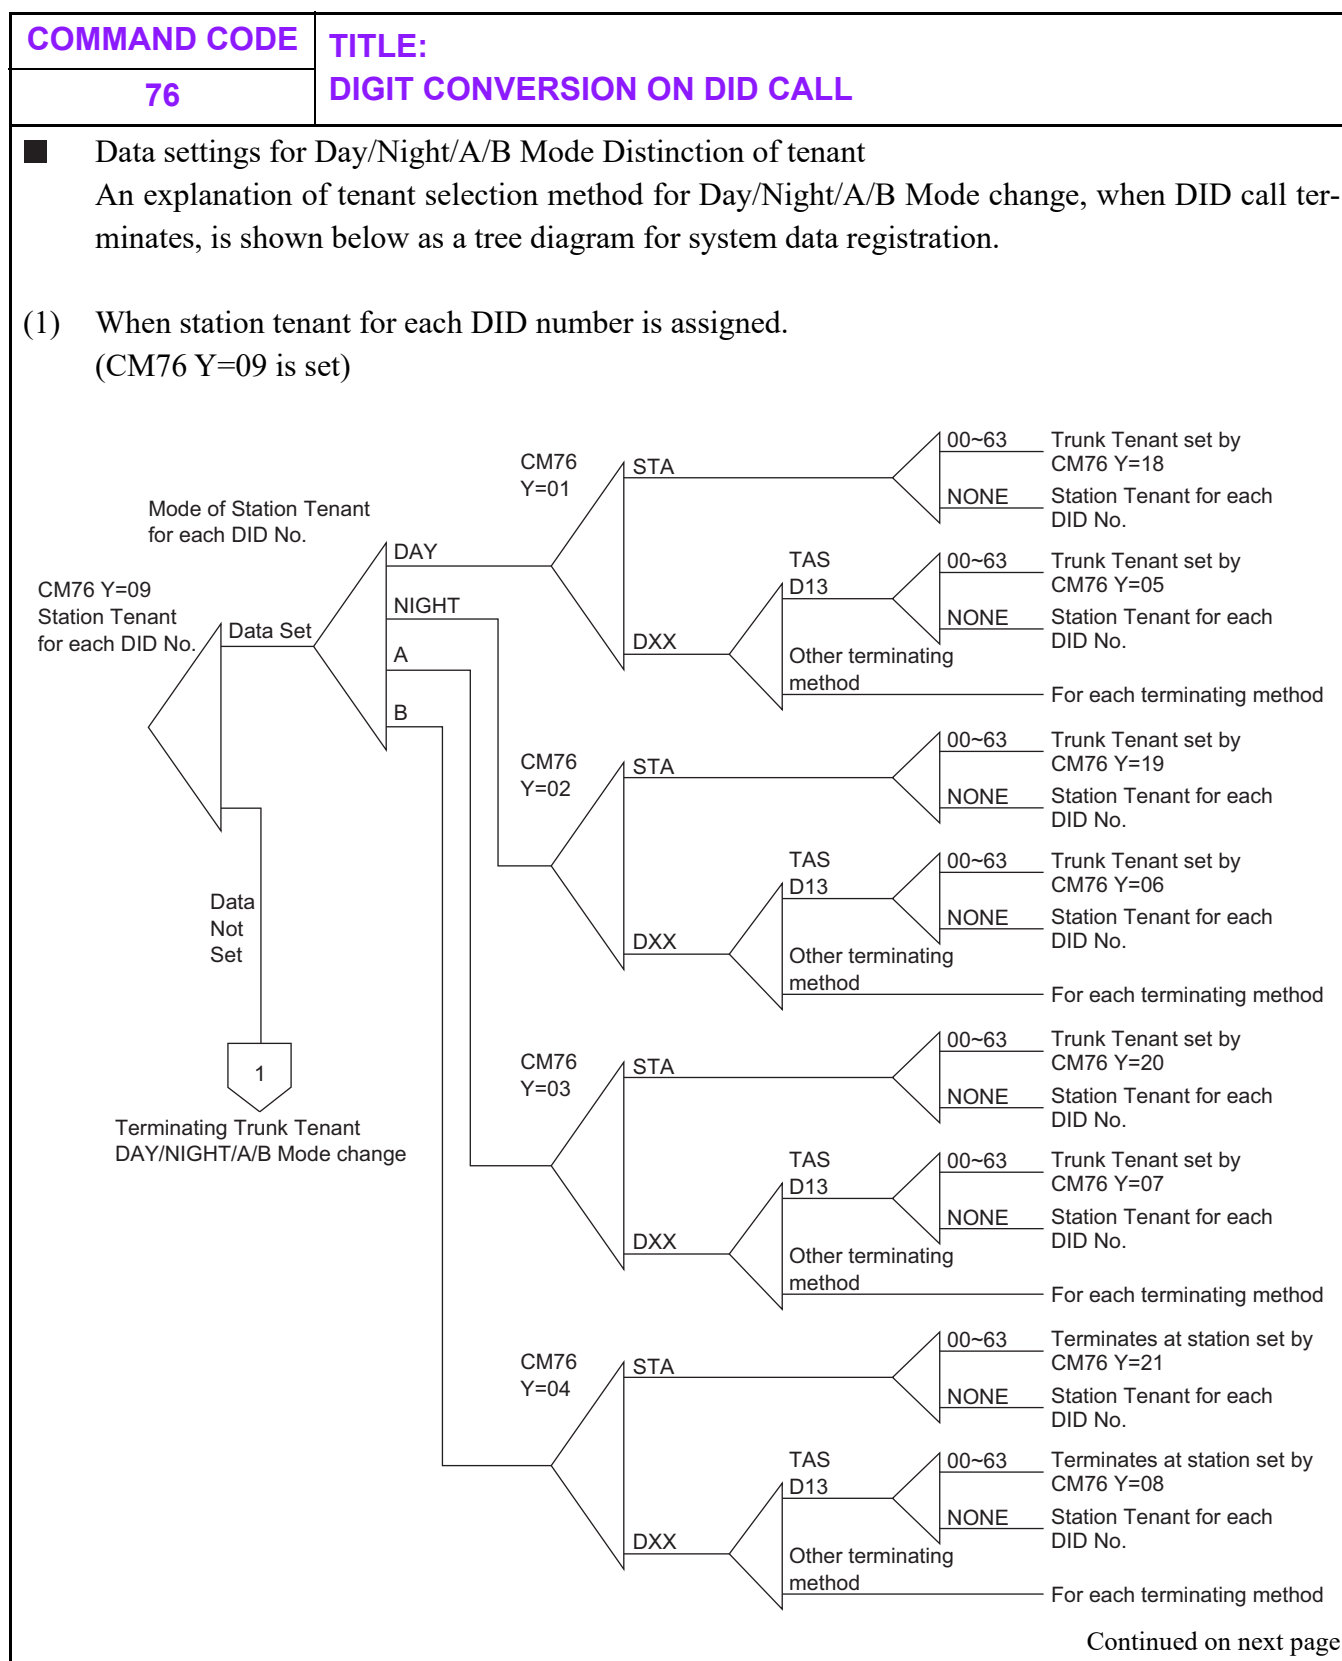 COMMAND CODE
76
TITLE:
DIGIT CONVERSION ON DID CALL
Data settings for Day/Night/A/B Mode Distinction of tenant
An explanation of tenant selection method for Day/Night/A/B Mode change, when DID call ter-
minates, is shown below as a tree diagram for system data registration.
(1) When station tenant for each DID number is assigned.
(CM76 Y=09 is set)
CM76 Y=09
Station Tenant
for each DID No.
Data Set
Data
Not
Set
1
Terminating Trunk Tenant
DAY/NIGHT/A/B Mode change
Mode of Station Tenant
for each DID No.
DAY
NIGHT
A
B
CM76
Y=01
STA
00~63
Trunk Tenant set by
CM76 Y=18
NONE
Station Tenant for each
DID No.
DXX
TAS
D13
00~63
Trunk Tenant set by
CM76 Y=05
NONE
Station Tenant for each
DID No.
Other terminating
method
For each terminating method
CM76
Y=02
STA
00~63
Trunk Tenant set by
CM76 Y=19
NONE
Station Tenant for each
DID No.
DXX
TAS
D13
00~63
Trunk Tenant set by
CM76 Y=06
NONE
Station Tenant for each
DID No.
Other terminating
method
For each terminating method
CM76
Y=03
STA
00~63
Trunk Tenant set by
CM76 Y=20
NONE
Station Tenant for each
DID No.
DXX
TAS
D13
00~63
Trunk Tenant set by
CM76 Y=07
NONE
Station Tenant for each
DID No.
Other terminating
method
For each terminating method
CM76
Y=04
STA
00~63
Terminates at station set by
CM76 Y=21
NONE
Station Tenant for each
DID No.
DXX
TAS
D13
00~63
Terminates at station set by
CM76 Y=08
NONE
Station Tenant for each
DID No.
Other terminating
method
For each terminating method
Continued on next page